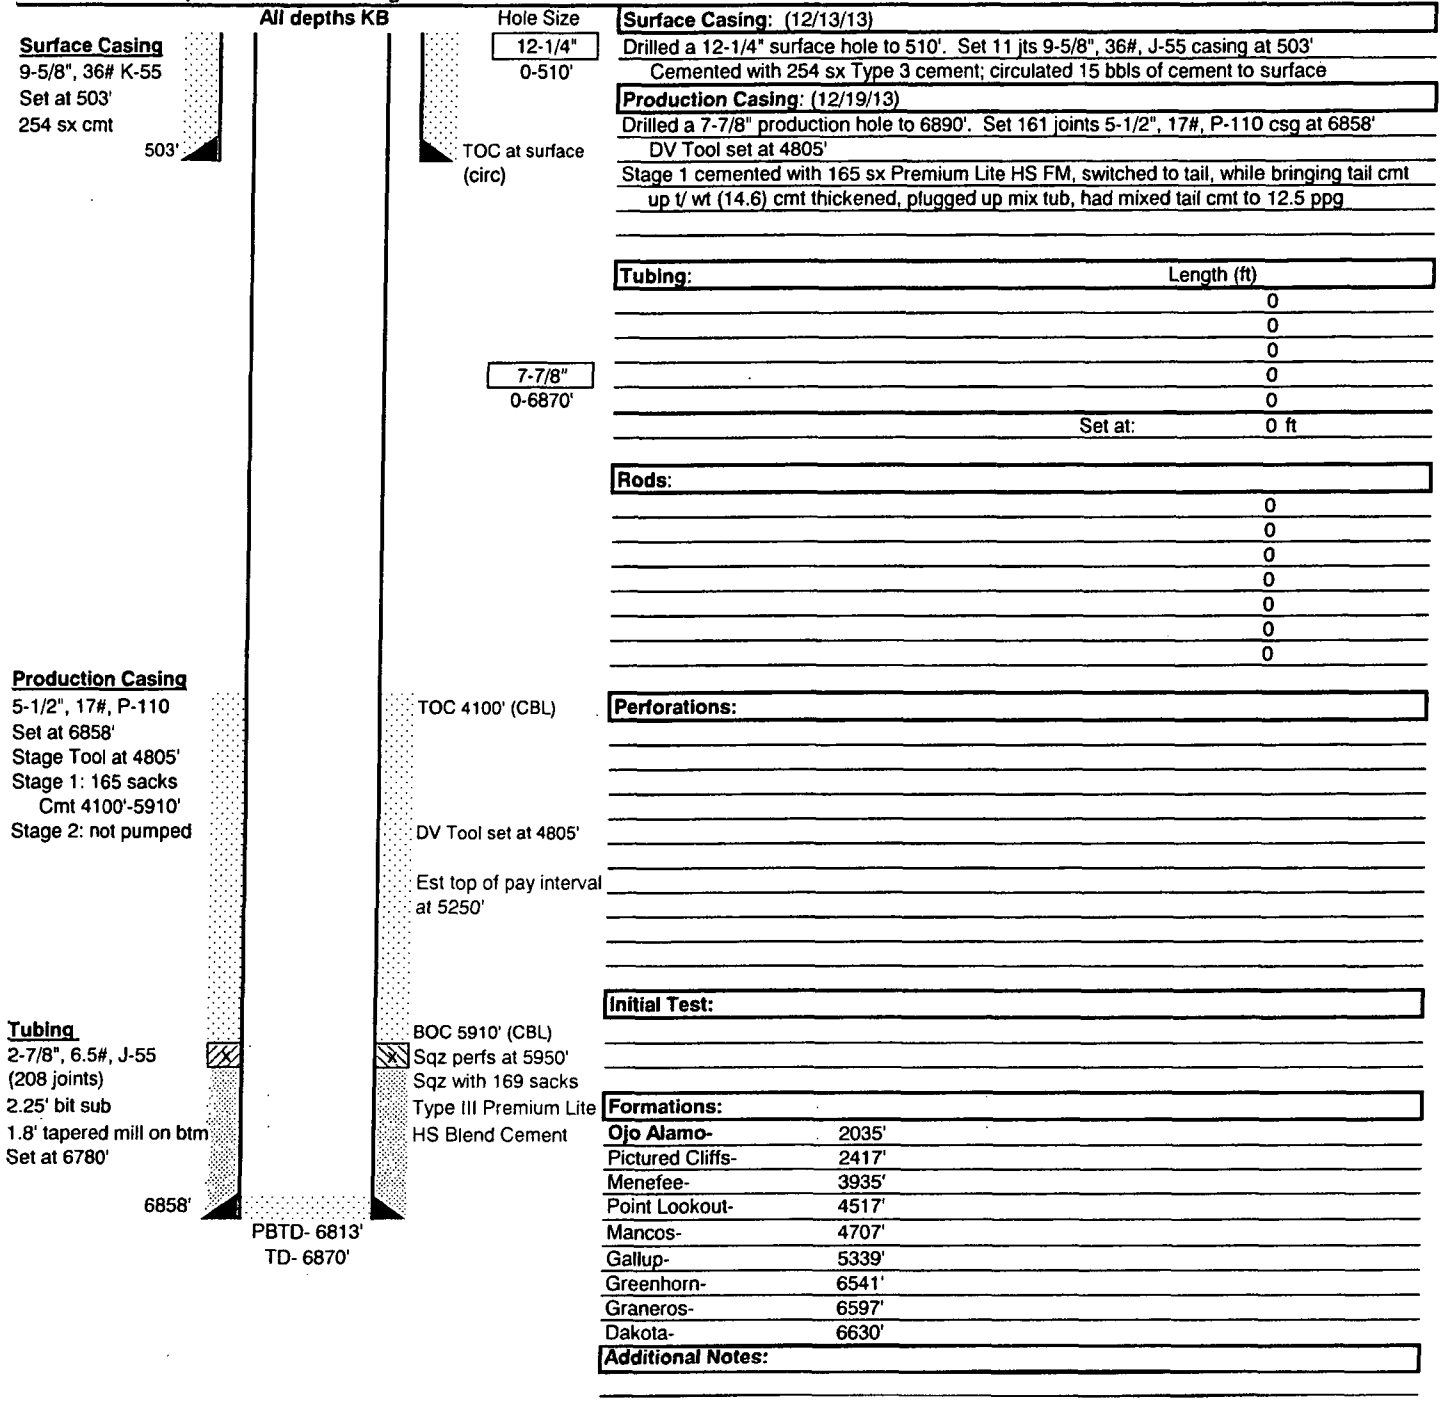 All depths KB
Surface Casing
9-5/8", 36# K-55
Set at 503'
254 sx cmt
503'
Hole Size
12-1/4"
0-510'
TOC at surface
(circ)
7-7/8"
0-6870'
Production Casing
5-1/2", 17#, P-110
Set at 6858'
Stage Tool at 4805'
Stage 1: 165 sacks
Cmt 4100'-5910'
Stage 2: not pumped
TOC 4100' (CBL)
DV Tool set at 4805'
Est top of pay interval
at 5250'
Tubing
2-7/8", 6.5#, J-55
(208 joints)
2.25' bit sub
1.8' tapered mill on btm
Set at 6780'
6858'
X
X
BOC 5910' (CBL)
Sqz perfs at 5950'
Sqz with 169 sacks
Type III Premium Lite
HS Blend Cement
PBTD- 6813'
TD- 6870'
Surface Casing: (12/13/13)
Drilled a 12-1/4" surface hole to 510'. Set 11 jts 9-5/8", 36#, J-55 casing at 503'
Cemented with 254 sx Type 3 cement; circulated 15 bbls of cement to surface
Production Casing: (12/19/13)
Drilled a 7-7/8" production hole to 6890'. Set 161 joints 5-1/2", 17#, P-110 csg at 6858'
DV Tool set at 4805'
Stage 1 cemented with 165 sx Premium Lite HS FM, switched to tail, while bringing tail cmt
up t/ wt (14.6) cmt thickened, plugged up mix tub, had mixed tail cmt to 12.5 ppg
Tubing: Length (ft)
0
0
0
0
0
Set at: 0 ft
Rods:
0
0
0
0
0
0
0
Perforations:
Initial Test:
Formations:
Ojo Alamo- 2035'
Pictured Cliffs- 2417'
Menefee- 3935'
Point Lookout- 4517'
Mancos- 4707'
Gallup- 5339'
Greenhorn- 6541'
Graneros- 6597'
Dakota- 6630'
Additional Notes: